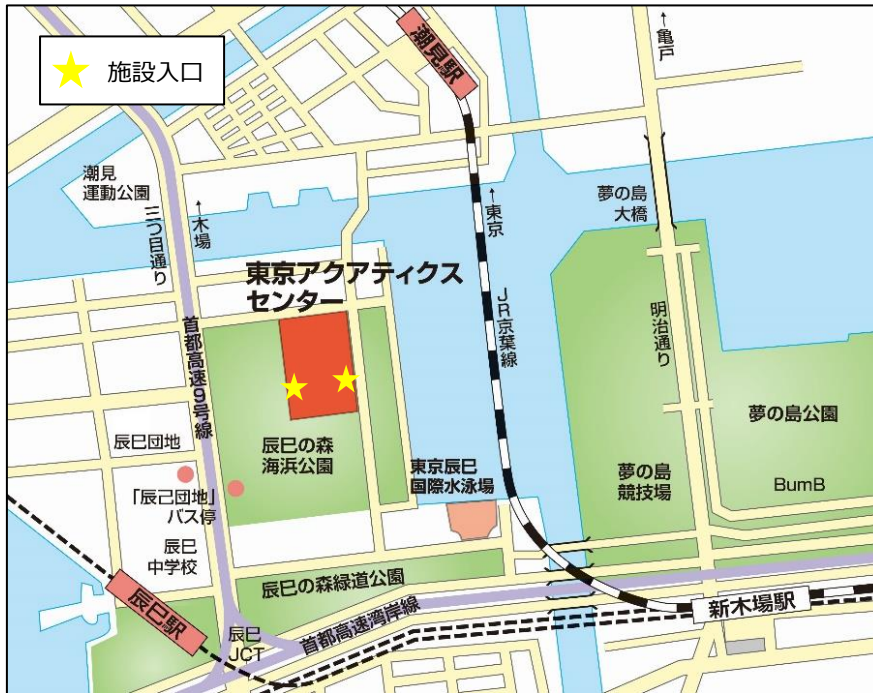 施設入口
潮見駅
←亀戸
潮見
運動公園
三つ目通り
←木場
←東京
夢の島
大橋
東京アクアティクス
センター
JR京葉線
明治通り
首都高速9号線
辰巳団地
辰巳の森
海浜公園
東京辰巳
国際水泳場
夢の島
競技場
夢の島公園
BumB
「辰巳団地」
バス停
辰巳
中学校
辰巳の森緑道公園
辰巳駅
首都高速湾岸線
新木場駅
辰巳
JCT